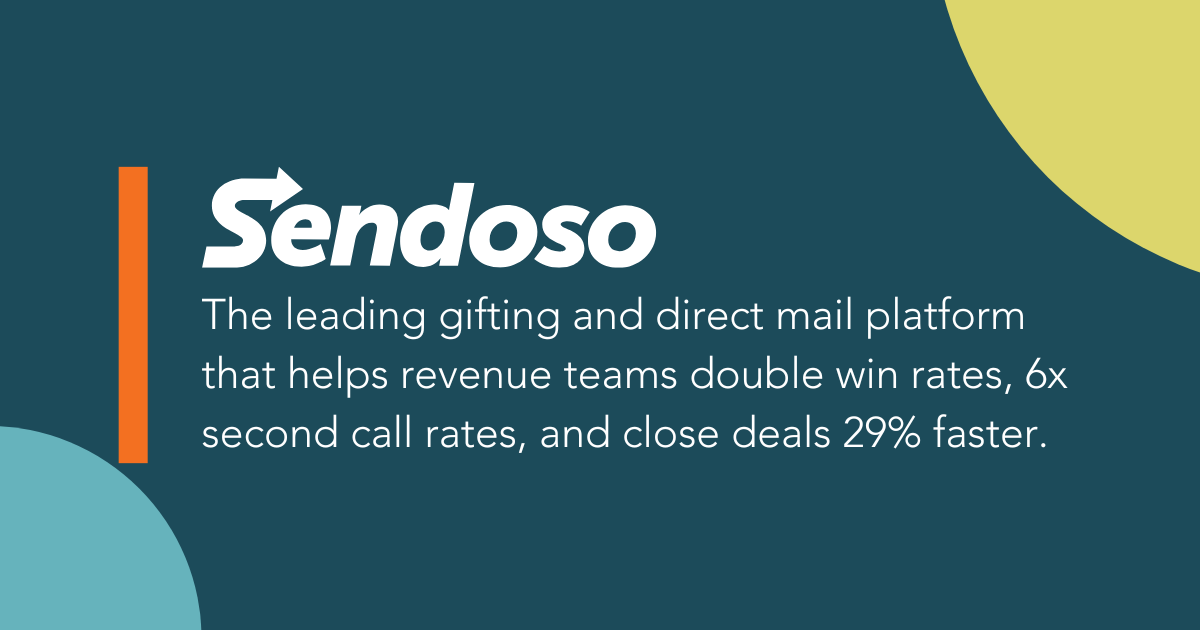 Sendoso
The leading gifting and direct mail platform
that helps revenue teams double win rates, 6x
second call rates, and close deals 29% faster.